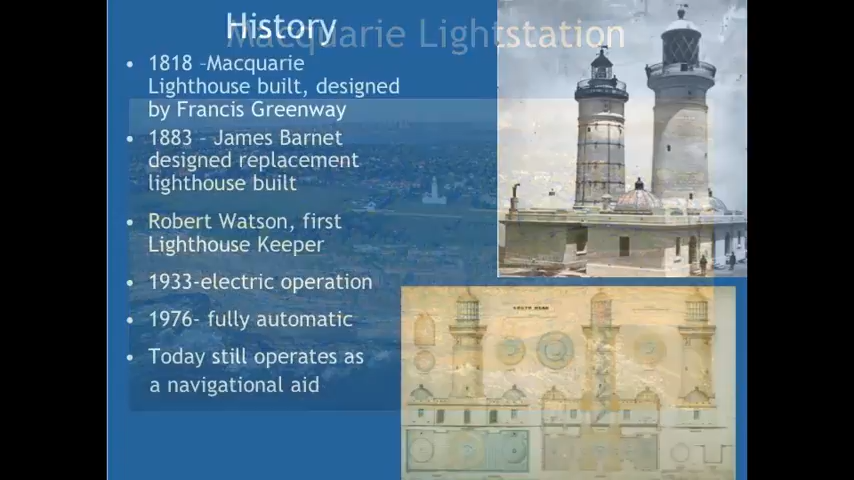 History
Macquarie Lightstation
• 1818 –Macquarie
Lighthouse built, designed
by Francis Greenway
• 1883 – James Barnet
designed replacement
lighthouse built
• Robert Watson, first
Lighthouse Keeper
• 1933-electric operation
• 1976- fully automatic
• Today still operates as
a navigational aid
SOUTH HEAD